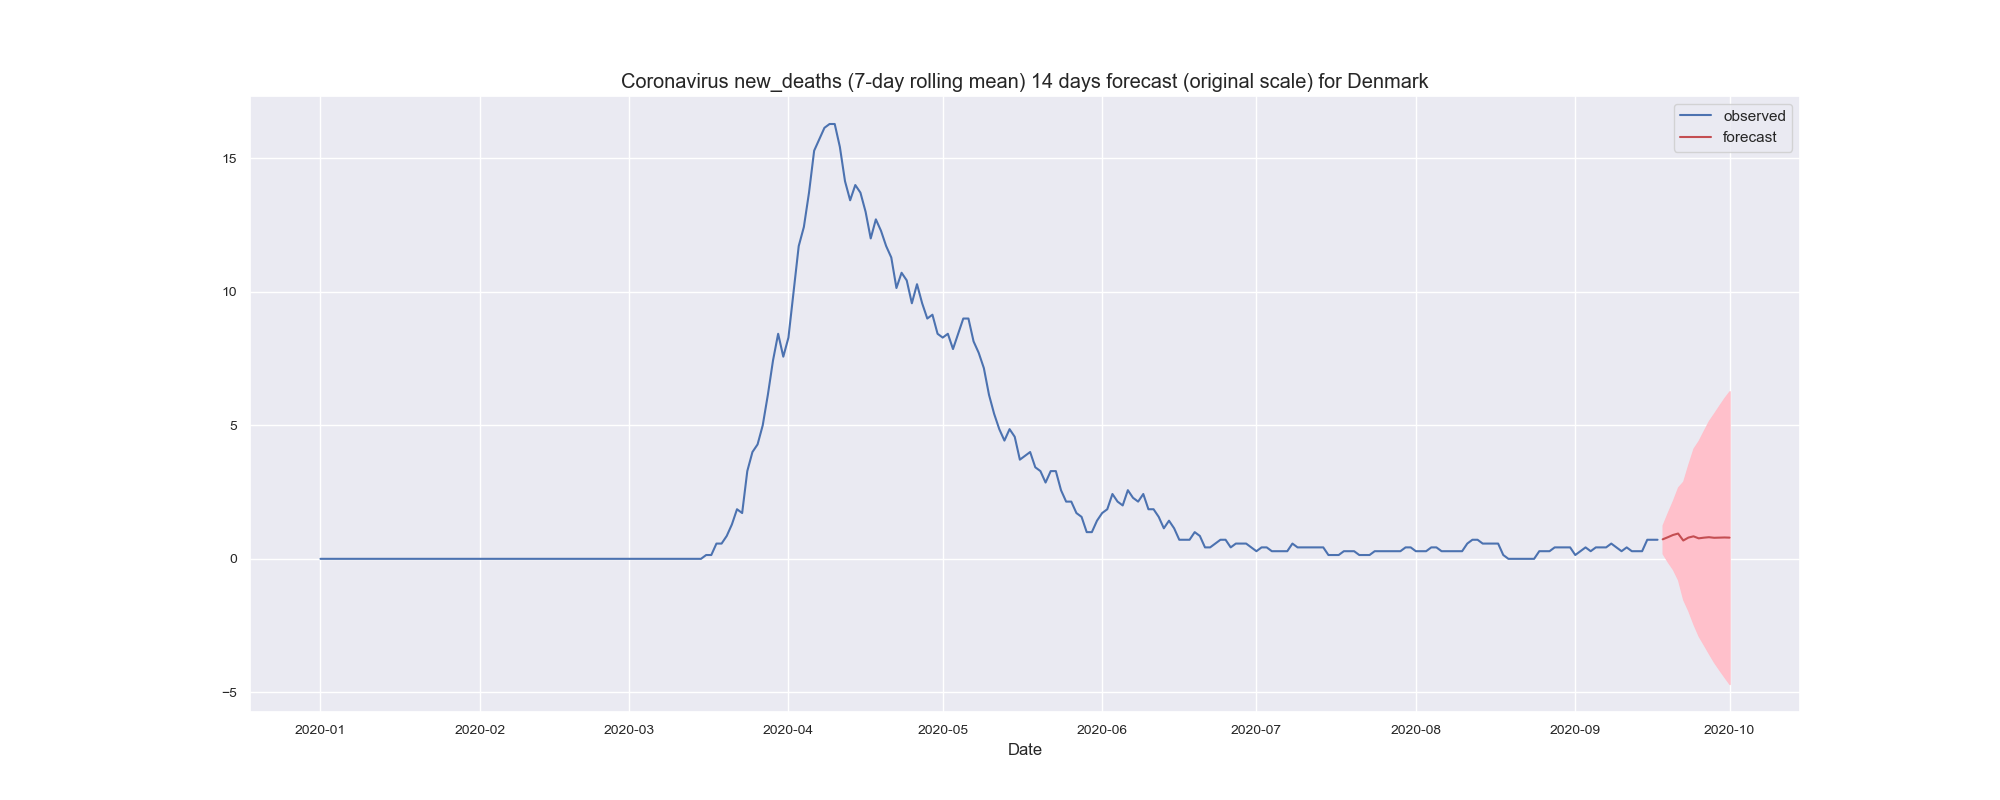 Coronavirus new_deaths (7-day rolling mean) 14 days forecast (original scale) for Denmark
observed
forecast
15
10
5
0
−5
2020-01 2020-02 2020-03 2020-04 2020-05 2020-06 2020-07 2020-08 2020-09 2020-10
Date